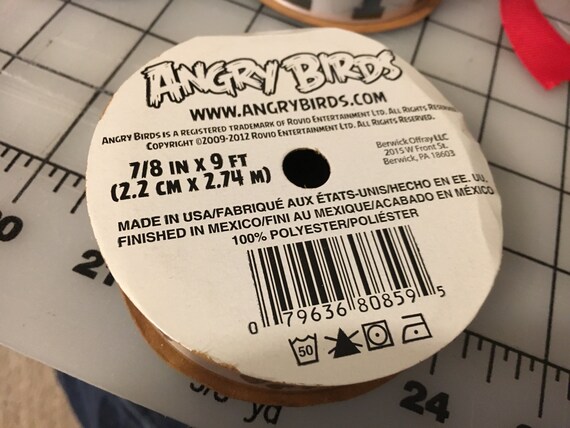 ANGRY BIRDS
WWW.ANGRYBIRDS.COM
ANGRY BIRDS IS A REGISTERED TRADEMARK OF ROVIO ENTERTAINMENT LTD. ALL RIGHTS RESERVED.
COPYRIGHT ©2009-2012 ROVIO ENTERTAINMENT LTD. ALL RIGHTS RESERVED.
7/8 IN X 9 FT
(2.2 CM X 2.74 M)
Berwick Offray LLC
2015 W Front St.
Berwick, PA 18603
MADE IN USA/FABRIQUÉ AUX ÉTATS-UNIS/HECHO EN EE. UU.
FINISHED IN MEXICO/FINI AU MEXIQUE/ACABADO EN MÉXICO
100% POLYESTER/POLIÉSTER
0 79636 80859 5
50
21
24
5/8 yd